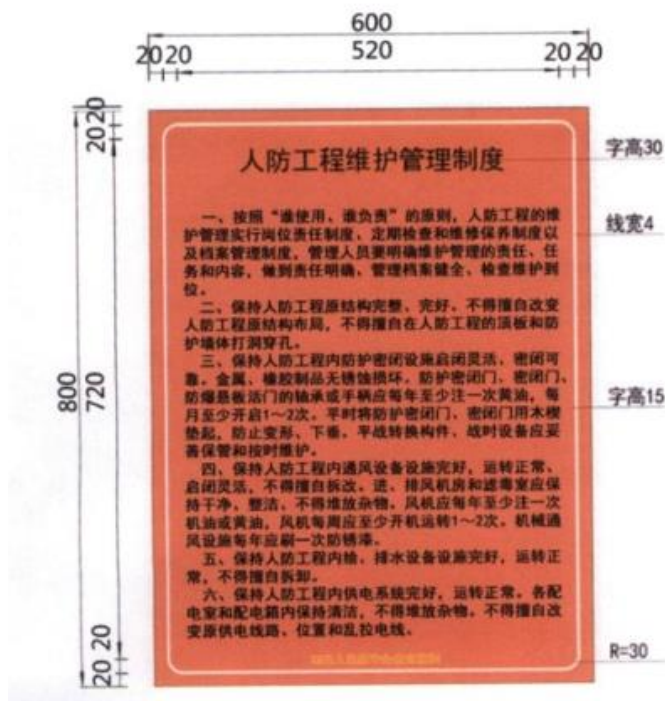 600
20 20 520 20 20
20
20
800
720
20
20
人防工程维护管理制度
字高30
一、按照“谁使用、谁负责”的原则，人防工程的维
护管理实行岗位责任制度、定期检查和维修保养制度以
及档案管理制度，管理人员要明确维护管理的责任、任
务和内容，做到责任明确、管理档案健全、检查维护到
位。
线宽4
二、保持人防工程原结构完整、完好。不得擅自改变
人防工程原结构布局，不得擅自在人防工程的顶板和防
护墙体打洞穿孔。
三、保持人防工程内防护密闭设施启闭灵活、密闭可
靠。金属、橡胶制品无锈蚀损坏。防护密闭门、密闭门、
防爆悬板活门的轴承或手柄应每年至少注一次黄油，每
月至少开启1～2次。平时将防护密闭门、密闭门用木楔
垫起，防止变形、下垂。平战转换构件、战时设备应妥
善保管和按时维护。
字高15
四、保持人防工程内通风设备设施完好，运转正常、
启闭灵活，不得擅自拆改。进、排风机房和滤毒室应保
持干净、整洁、不得堆放杂物。风机应每年至少注一次
机油或黄油，风机每周应至少开机运转1～2次。机械通
风设施每年应刷一次防锈漆。
五、保持人防工程内给、排水设备设施完好，运转正
常，不得擅自拆卸。
六、保持人防工程内供电系统完好，运转正常。各配
电室和配电箱内保持清洁，不得堆放杂物。不得擅自改
变原供电线路、位置和乱拉电线。
R=30